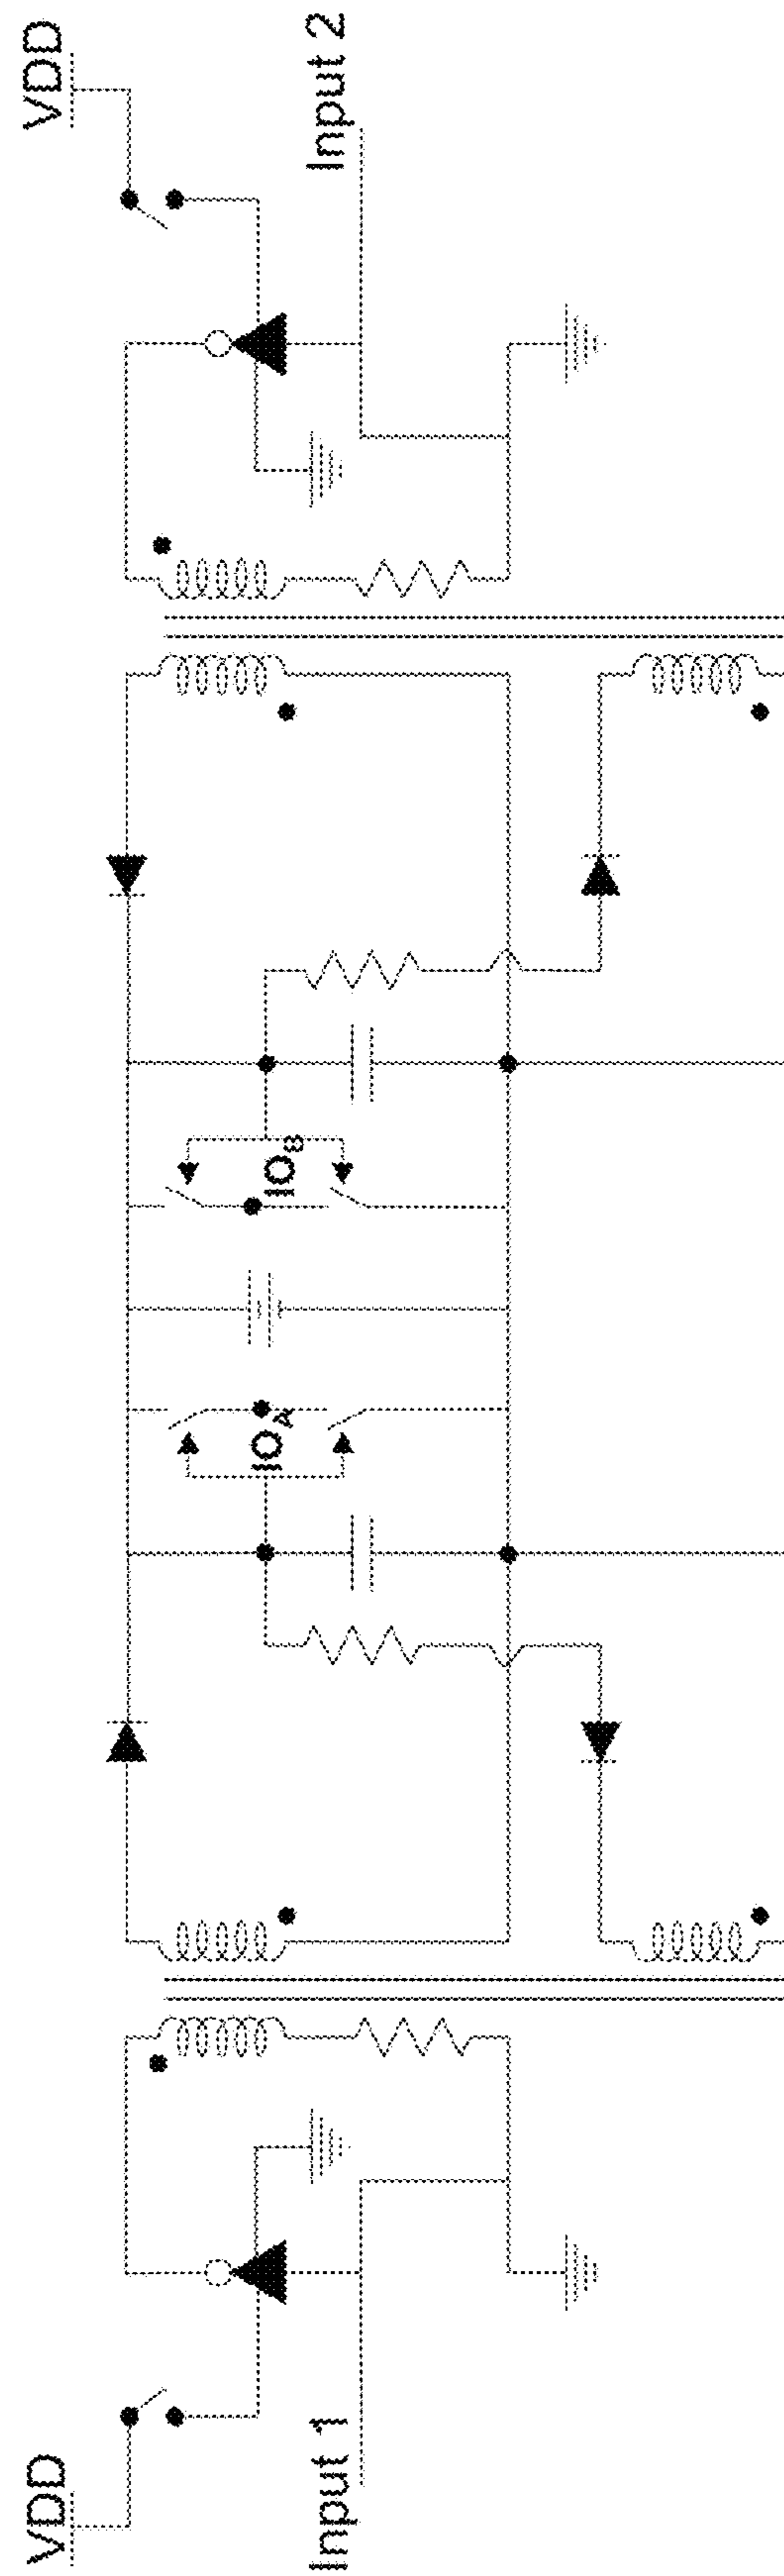 VDD
Input 1
IO_A
IO_B
VDD
Input 2